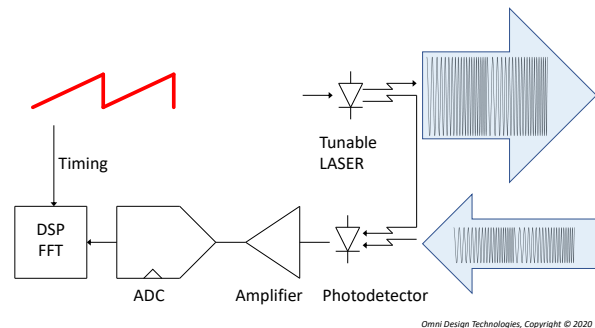 Tunable
LASER
Timing
DSP
FFT
ADC
Amplifier
Photodetector
Omni Design Technologies, Copyright © 2020